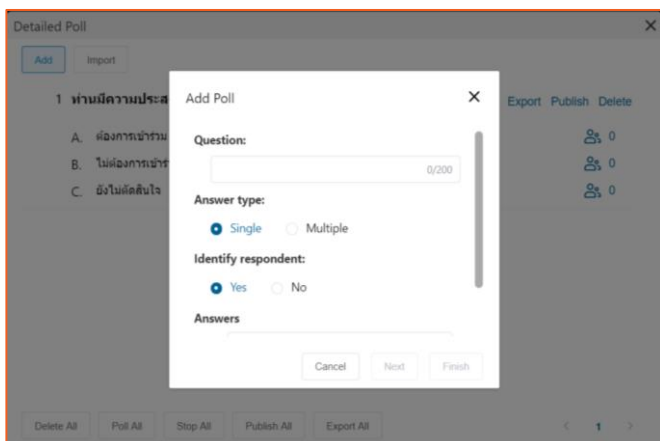 Detailed Poll
Add Import
1 ท่านมีความประส
Export Publish Delete
A. ต้องการเข้าร่วม 0
B. ไม่ต้องการเข้าร่ 0
C. ยังไม่ตัดสินใจ 0
Add Poll
Question:
0/200
Answer type:
Single Multiple
Identify respondent:
Yes No
Answers
Cancel Next Finish
Delete All Poll All Stop All Publish All Export All
1